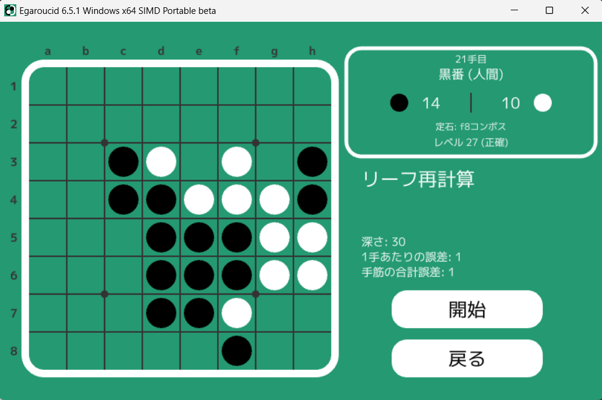 Egaroucid 6.5.1 Windows x64 SIMD Portable beta
a b c d e f g h
1
2
3
4
5
6
7
8
21手目
黒番 (人間)
14 10
定石: f8コンポス
レベル 27 (正確)
リーフ再計算
深さ: 30
1手あたりの誤差: 1
手筋の合計誤差: 1
開始
戻る